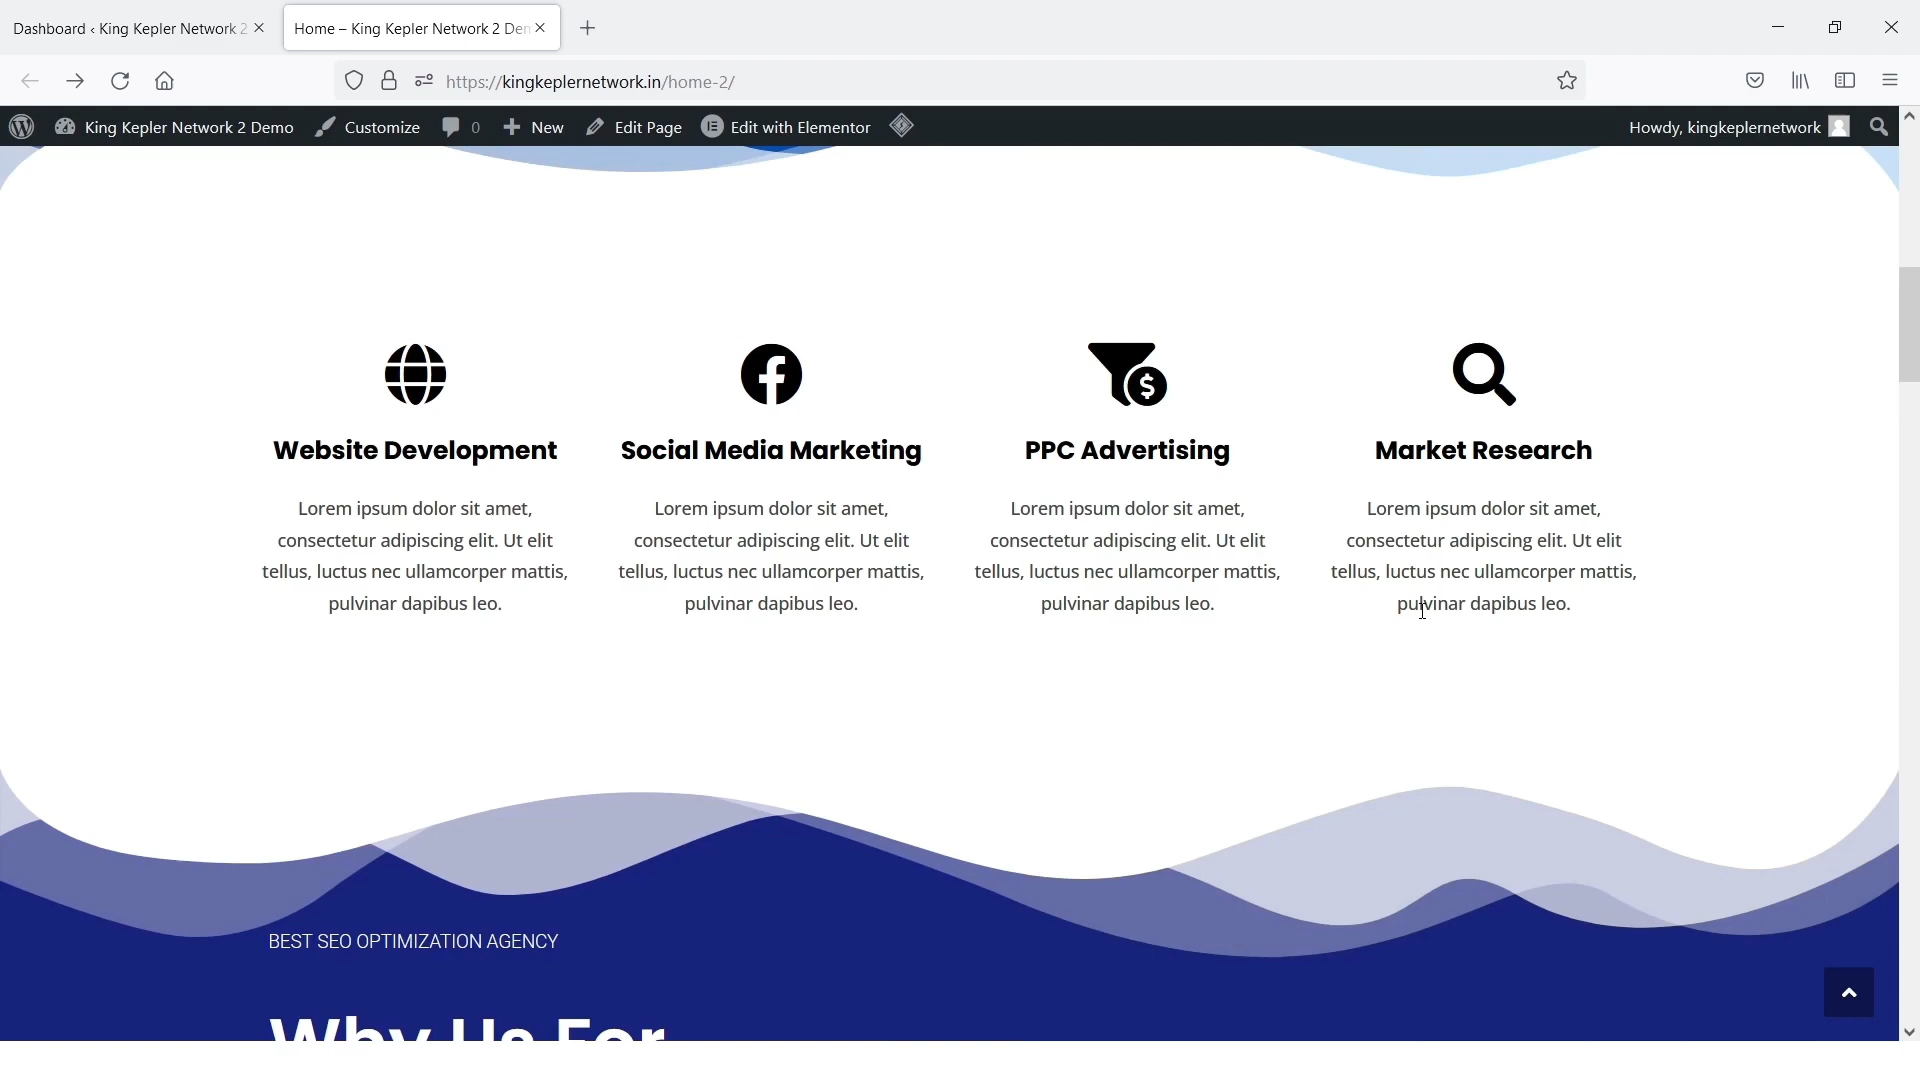 Dashboard ‹ King Kepler Network 2
Home – King Kepler Network 2 Den
https://kingkeplernetwork.in/home-2/
King Kepler Network 2 Demo
Customize
0
New
Edit Page
Edit with Elementor
Howdy, kingkeplernetwork
Website Development
Lorem ipsum dolor sit amet,
consectetur adipiscing elit. Ut elit
tellus, luctus nec ullamcorper mattis,
pulvinar dapibus leo.
Social Media Marketing
Lorem ipsum dolor sit amet,
consectetur adipiscing elit. Ut elit
tellus, luctus nec ullamcorper mattis,
pulvinar dapibus leo.
PPC Advertising
Lorem ipsum dolor sit amet,
consectetur adipiscing elit. Ut elit
tellus, luctus nec ullamcorper mattis,
pulvinar dapibus leo.
Market Research
Lorem ipsum dolor sit amet,
consectetur adipiscing elit. Ut elit
tellus, luctus nec ullamcorper mattis,
pulvinar dapibus leo.
BEST SEO OPTIMIZATION AGENCY
Why Us For